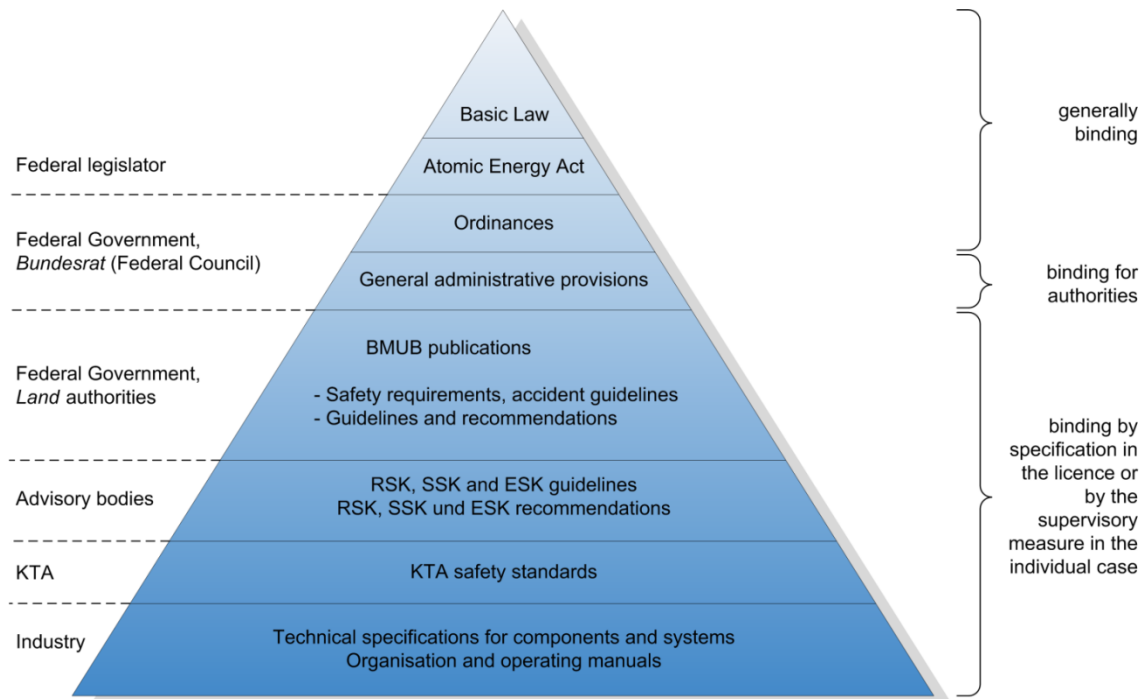 Basic Law
generally
binding
Federal legislator
Atomic Energy Act
Federal Government,
Bundesrat (Federal Council)
Ordinances
General administrative provisions
binding for
authorities
Federal Government,
Land authorities
BMUB publications
- Safety requirements, accident guidelines
- Guidelines and recommendations
binding by
specification in
the licence or
by the
supervisory
measure in the
individual case
Advisory bodies
RSK, SSK and ESK guidelines
RSK, SSK und ESK recommendations
KTA
KTA safety standards
Industry
Technical specifications for components and systems
Organisation and operating manuals